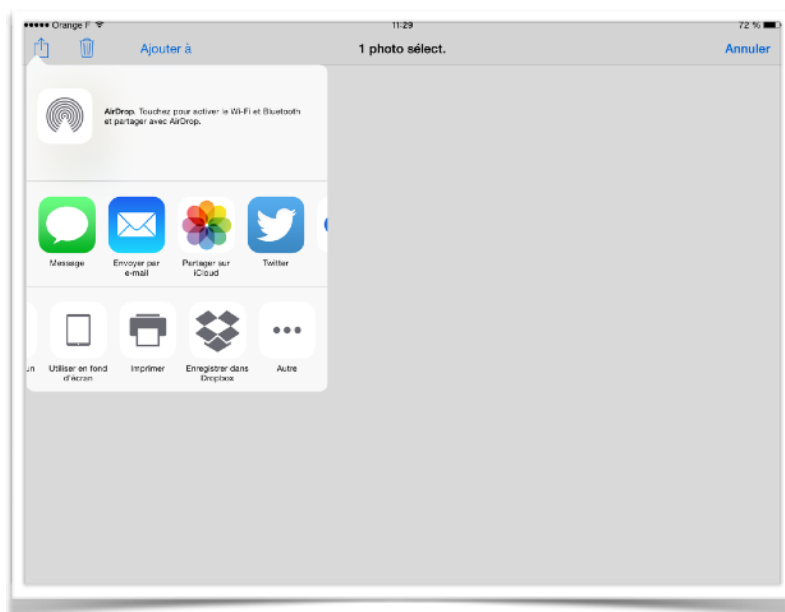 Orange F 11:29 72 %
Ajouter à 1 photo sélect. Annuler
AirDrop. Touchez pour activer le Wi-Fi et Bluetooth
et partager avec AirDrop.
Message Envoyer par Partager sur Twitter
e-mail iCloud
un Utiliser en fond Imprimer Enregistrer dans Autre
d'écran Dropbox